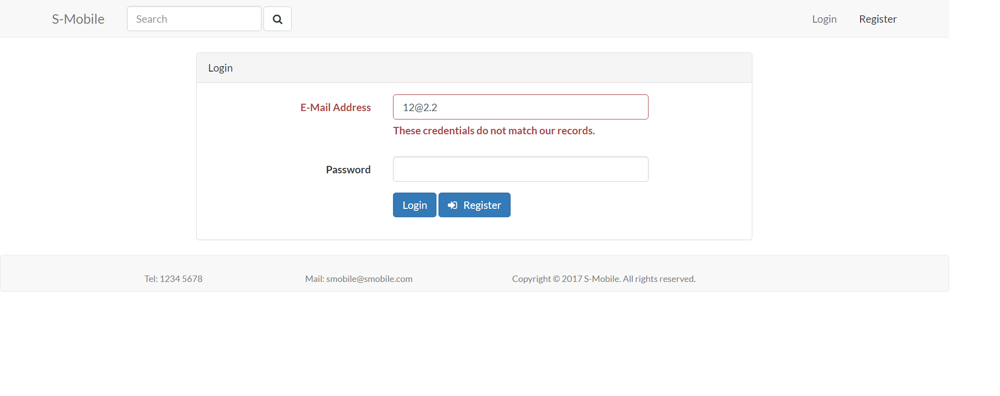 S-Mobile Search Login Register
Login
E-Mail Address 12@2.2
These credentials do not match our records.
Password
Login Register
Tel: 1234 5678 Mail: smobile@smobile.com Copyright © 2017 S-Mobile. All rights reserved.